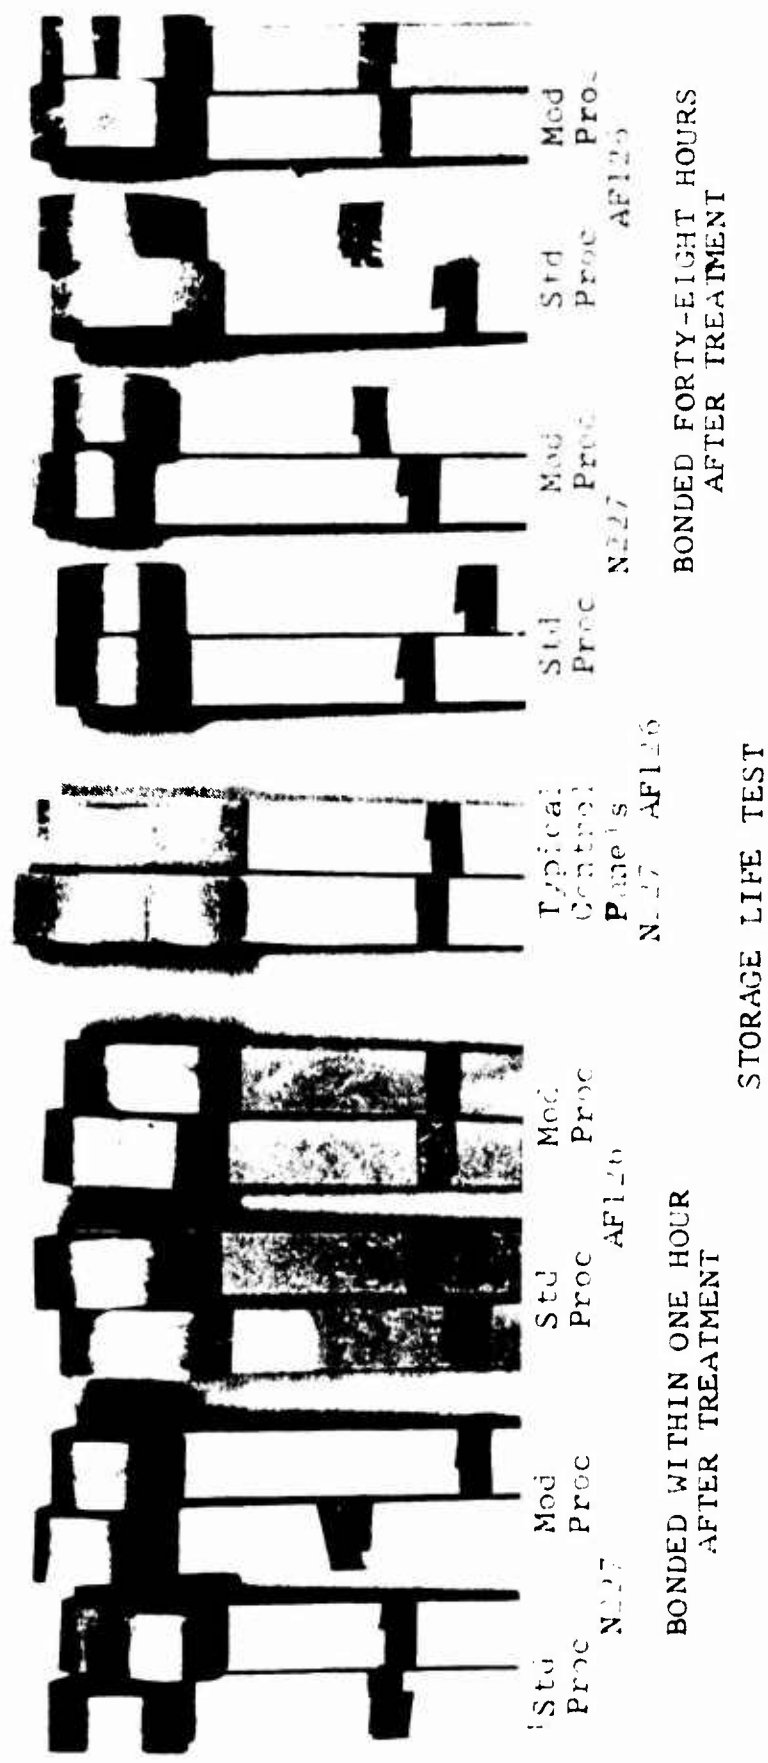 Std
Proc
Mod
Proc
N227
Std
Proc
Mod
Proc
AF126
BONDED WITHIN ONE HOUR
AFTER TREATMENT
Typical
Control
Panels
N227 AF126
Std
Proc
Mod
Proc
N227
Std
Proc
Mod
Proc
AF126
BONDED FORTY-EIGHT HOURS
AFTER TREATMENT
STORAGE LIFE TEST